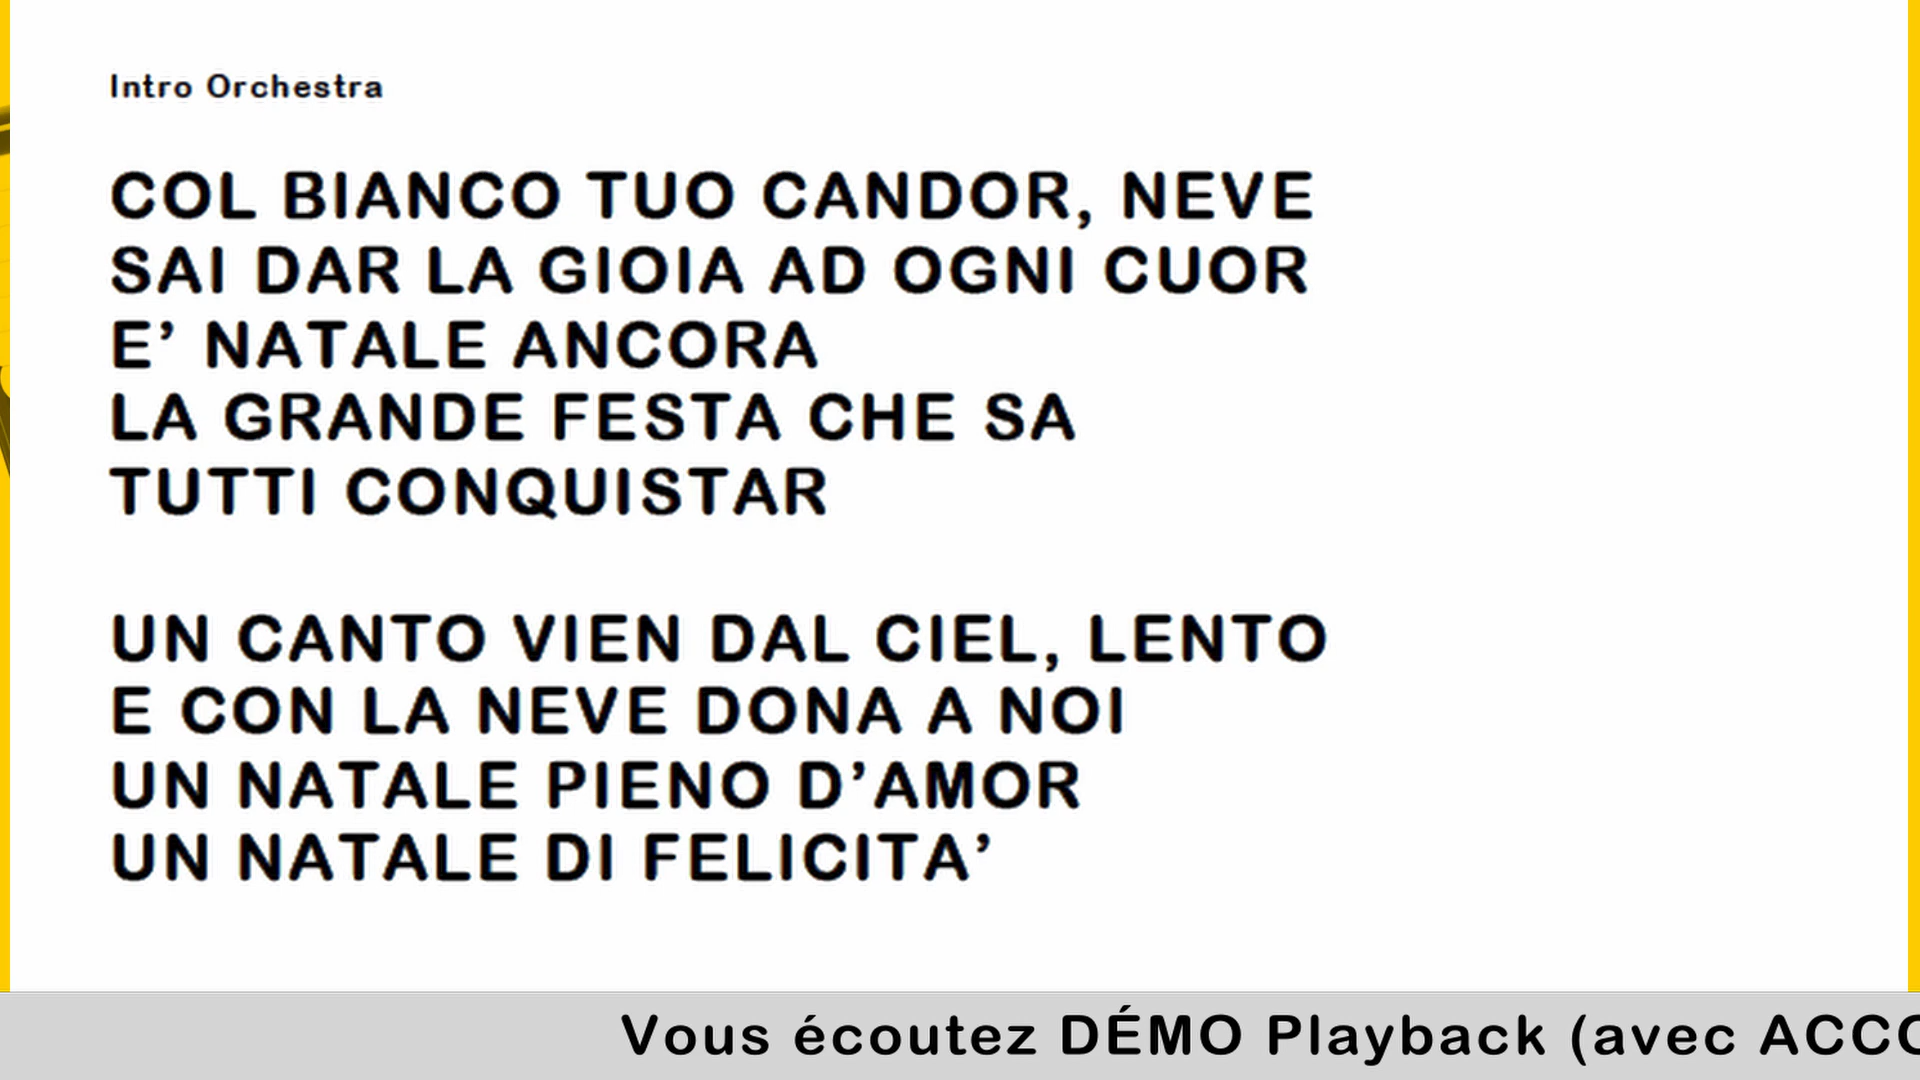 Intro Orchestra
COL BIANCO TUO CANDOR, NEVE
SAI DAR LA GIOIA AD OGNI CUOR
E’ NATALE ANCORA
LA GRANDE FESTA CHE SA
TUTTI CONQUISTAR
UN CANTO VIEN DAL CIEL, LENTO
E CON LA NEVE DONA A NOI
UN NATALE PIENO D’AMOR
UN NATALE DI FELICITA’
Vous écoutez DÉMO Playback (avec